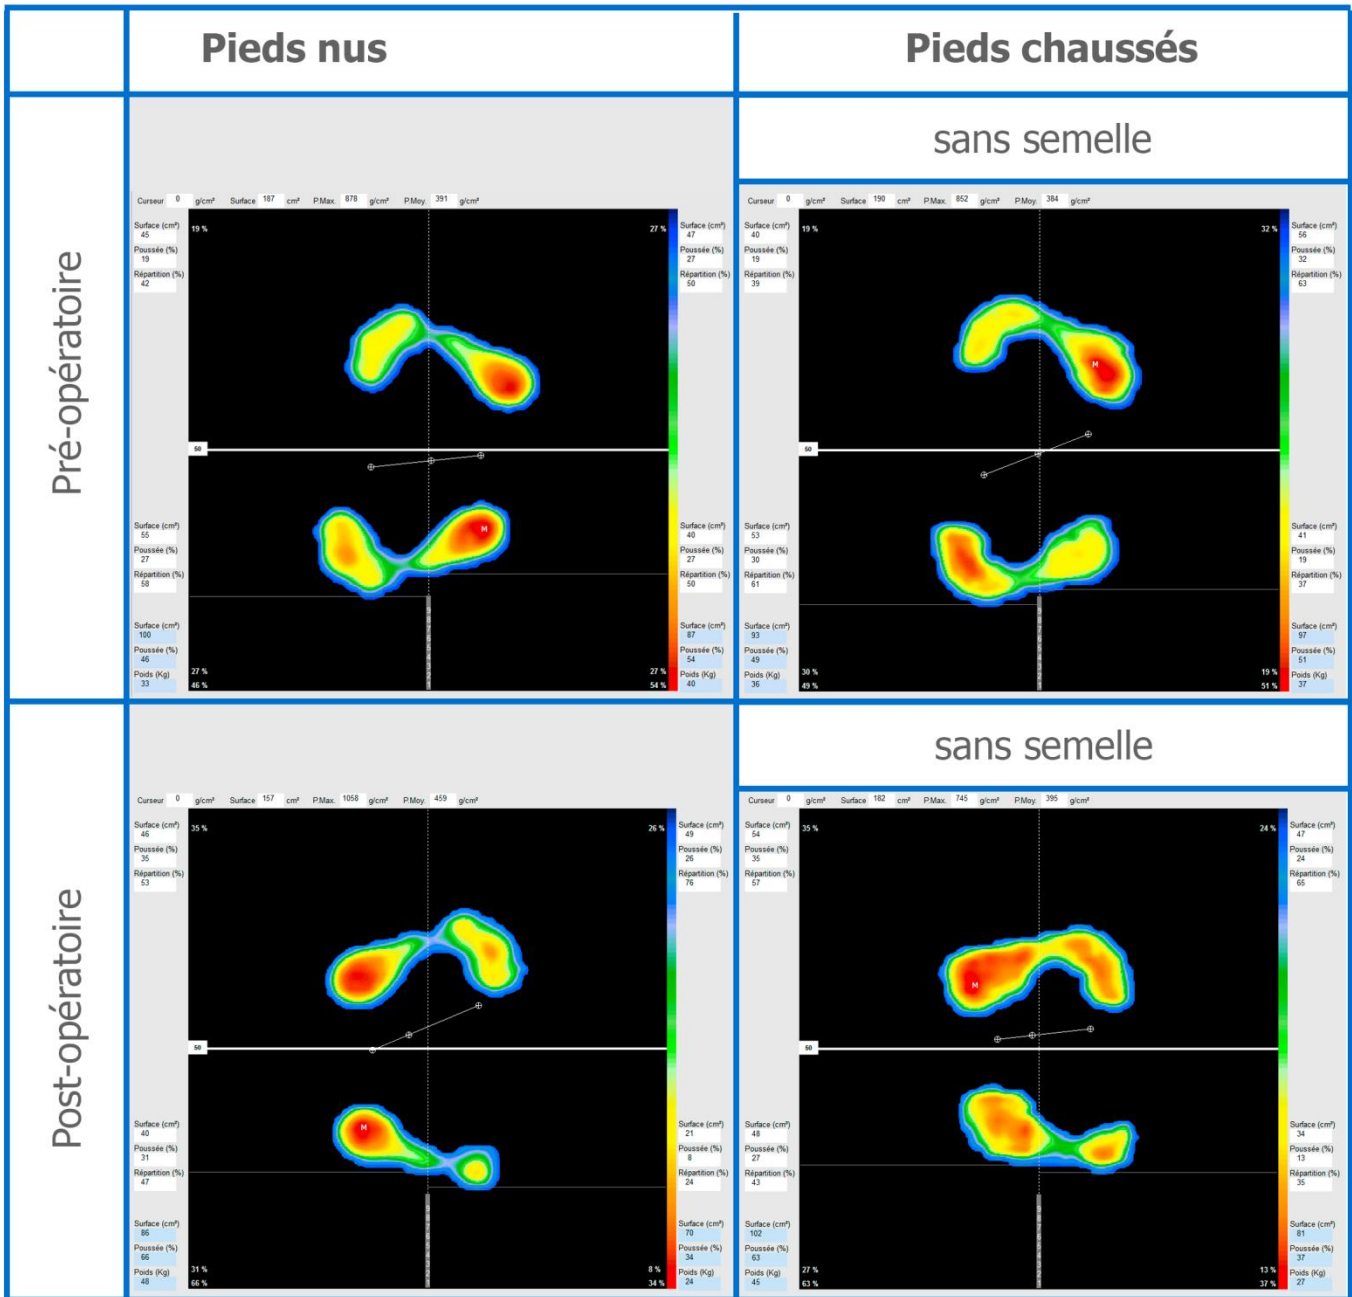 Pieds nus
Pieds chaussés
Pré-opératoire
Curseur 0 g/cm² Surface 187 cm² P.Max. 878 g/cm² P.Moy. 391 g/cm²
Surface (cm²)
45
Poussée (%)
19
Répartition (%)
42
19 %
27 %
Surface (cm²)
47
Poussée (%)
27
Répartition (%)
50
50
M
Surface (cm²)
55
Poussée (%)
27
Répartition (%)
58
Surface (cm²)
40
Poussée (%)
27
Répartition (%)
50
Surface (cm²)
100
Poussée (%)
46
Poids (Kg)
33
27 %
46 %
27 %
54 %
Surface (cm²)
87
Poussée (%)
54
Poids (Kg)
40
sans semelle
Curseur 0 g/cm² Surface 190 cm² P.Max. 852 g/cm² P.Moy. 384 g/cm²
Surface (cm²)
40
Poussée (%)
19
Répartition (%)
39
19 %
32 %
Surface (cm²)
56
Poussée (%)
32
Répartition (%)
63
M
50
Surface (cm²)
53
Poussée (%)
30
Répartition (%)
61
Surface (cm²)
41
Poussée (%)
19
Répartition (%)
37
Surface (cm²)
93
Poussée (%)
49
Poids (Kg)
36
30 %
49 %
19 %
51 %
Surface (cm²)
97
Poussée (%)
51
Poids (Kg)
37
Post-opératoire
Curseur 0 g/cm² Surface 157 cm² P.Max. 1058 g/cm² P.Moy. 459 g/cm²
Surface (cm²)
46
Poussée (%)
35
Répartition (%)
53
35 %
26 %
Surface (cm²)
49
Poussée (%)
26
Répartition (%)
76
50
M
Surface (cm²)
40
Poussée (%)
31
Répartition (%)
47
Surface (cm²)
21
Poussée (%)
8
Répartition (%)
24
Surface (cm²)
86
Poussée (%)
66
Poids (Kg)
48
31 %
66 %
8 %
34 %
Surface (cm²)
70
Poussée (%)
34
Poids (Kg)
24
sans semelle
Curseur 0 g/cm² Surface 182 cm² P.Max. 745 g/cm² P.Moy. 395 g/cm²
Surface (cm²)
54
Poussée (%)
35
Répartition (%)
57
35 %
24 %
Surface (cm²)
47
Poussée (%)
24
Répartition (%)
65
M
50
Surface (cm²)
48
Poussée (%)
27
Répartition (%)
43
Surface (cm²)
34
Poussée (%)
13
Répartition (%)
35
Surface (cm²)
102
Poussée (%)
63
Poids (Kg)
45
27 %
63 %
13 %
37 %
Surface (cm²)
81
Poussée (%)
37
Poids (Kg)
27